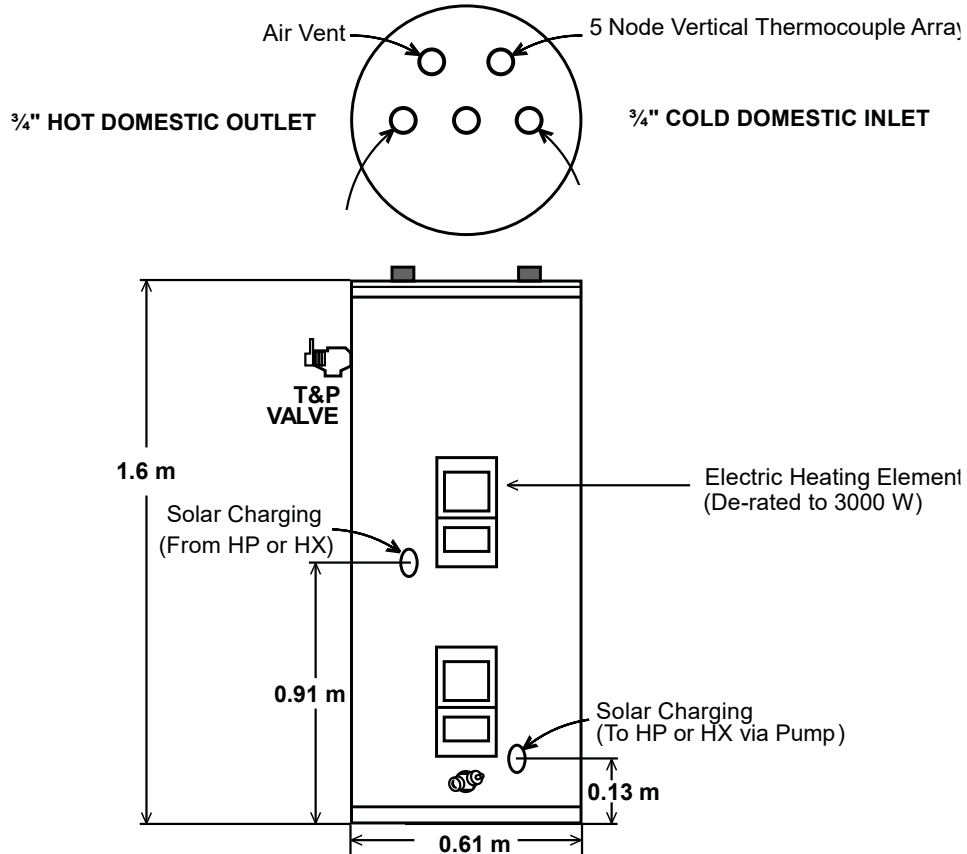 Air Vent
5 Node Vertical Thermocouple Array
¾" HOT DOMESTIC OUTLET
¾" COLD DOMESTIC INLET
T&P
VALVE
1.6 m
Electric Heating Element
(De-rated to 3000 W)
Solar Charging
(From HP or HX)
0.91 m
Solar Charging
(To HP or HX via Pump)
0.13 m
0.61 m